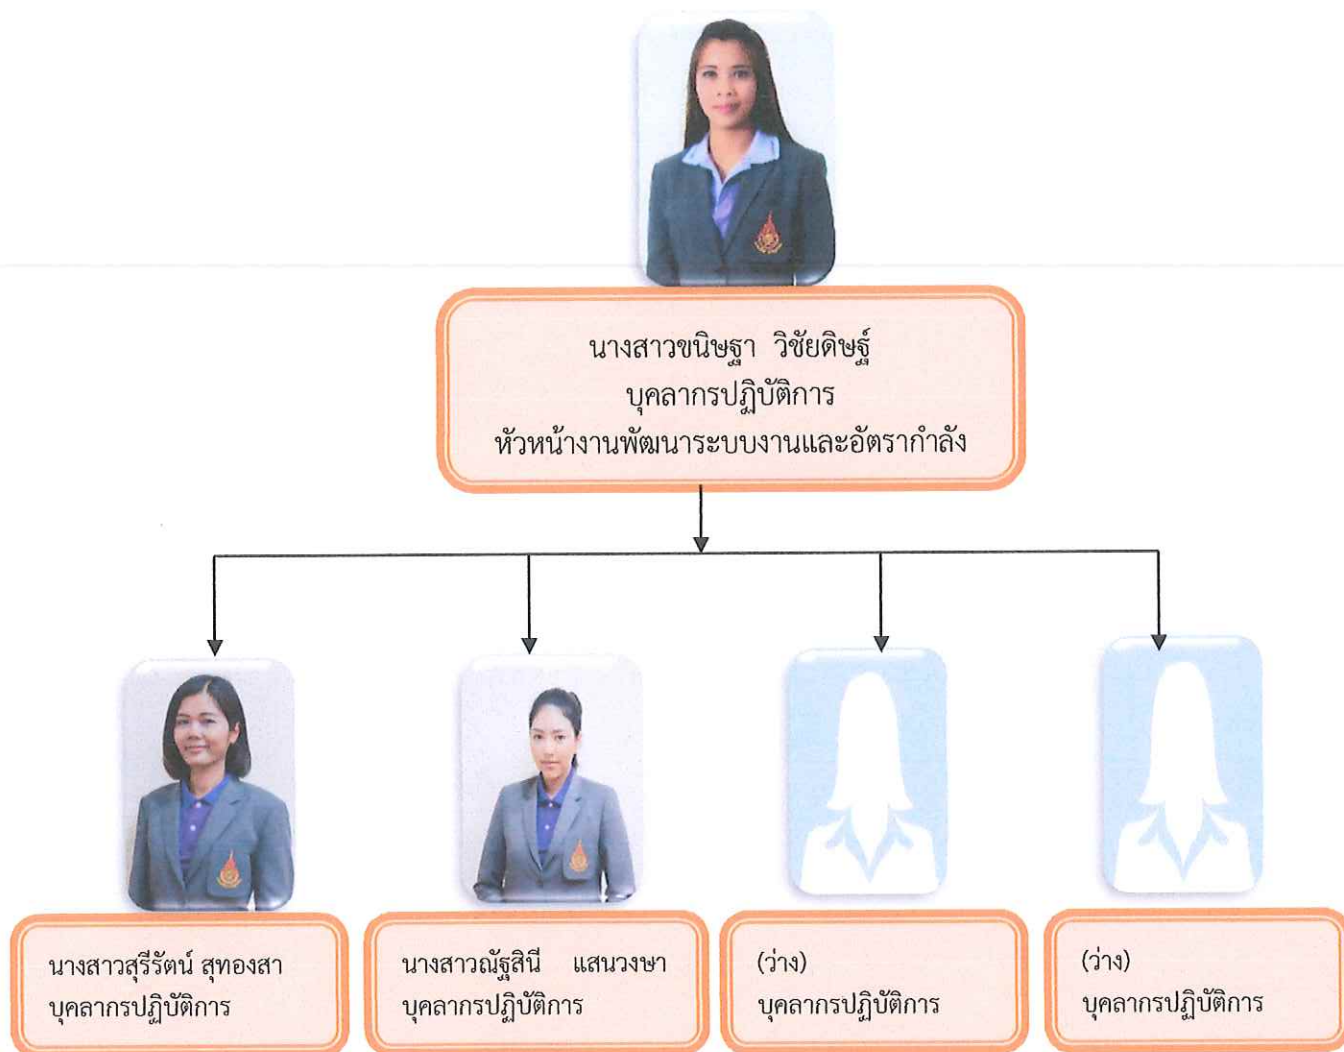 นางสาวขนิษฐา วิชัยดิษฐ์
บุคลากรปฏิบัติการ
หัวหน้างานพัฒนาระบบงานและอัตรากำลัง
นางสาวสุรีรัตน์ สุทองสา
บุคลากรปฏิบัติการ
นางสาวณัฐสินี แสนวงษา
บุคลากรปฏิบัติการ
(ว่าง)
บุคลากรปฏิบัติการ
(ว่าง)
บุคลากรปฏิบัติการ